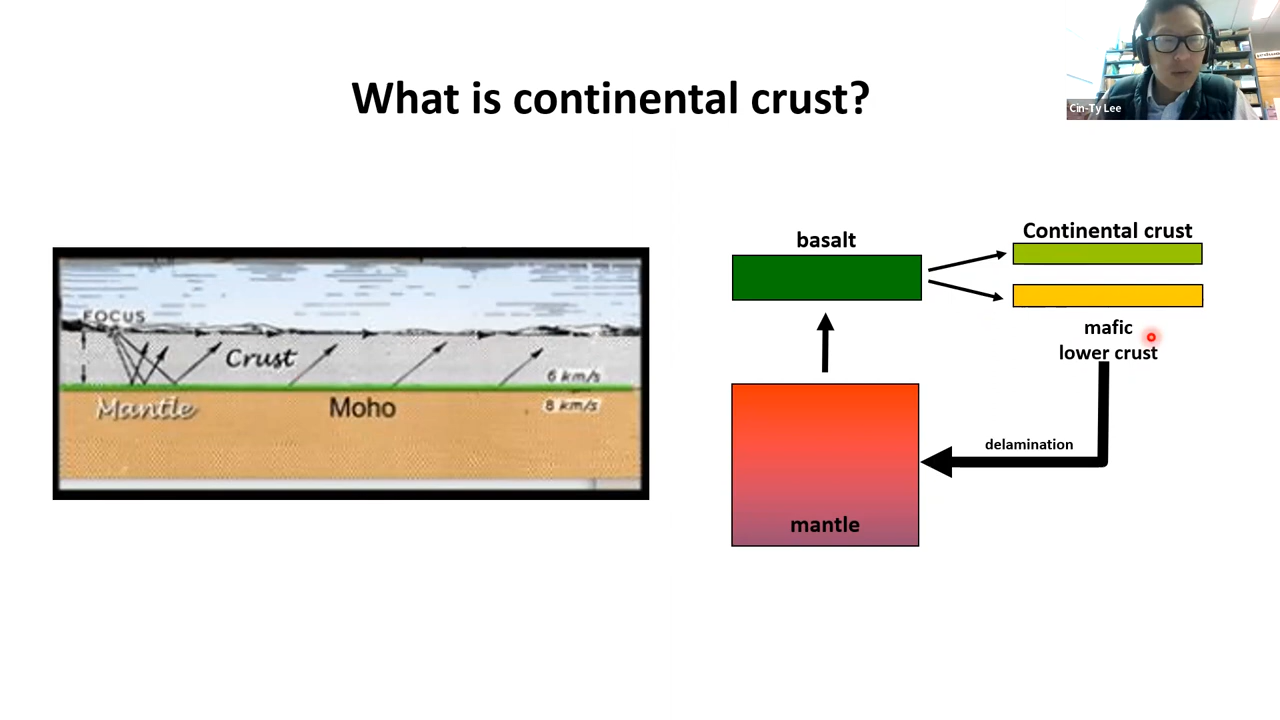 Cin-Ty Lee
What is continental crust?
FOCUS
Crust
6 km/s
Mantle
Moho
8 km/s
basalt
Continental crust
mafic
lower crust
delamination
mantle